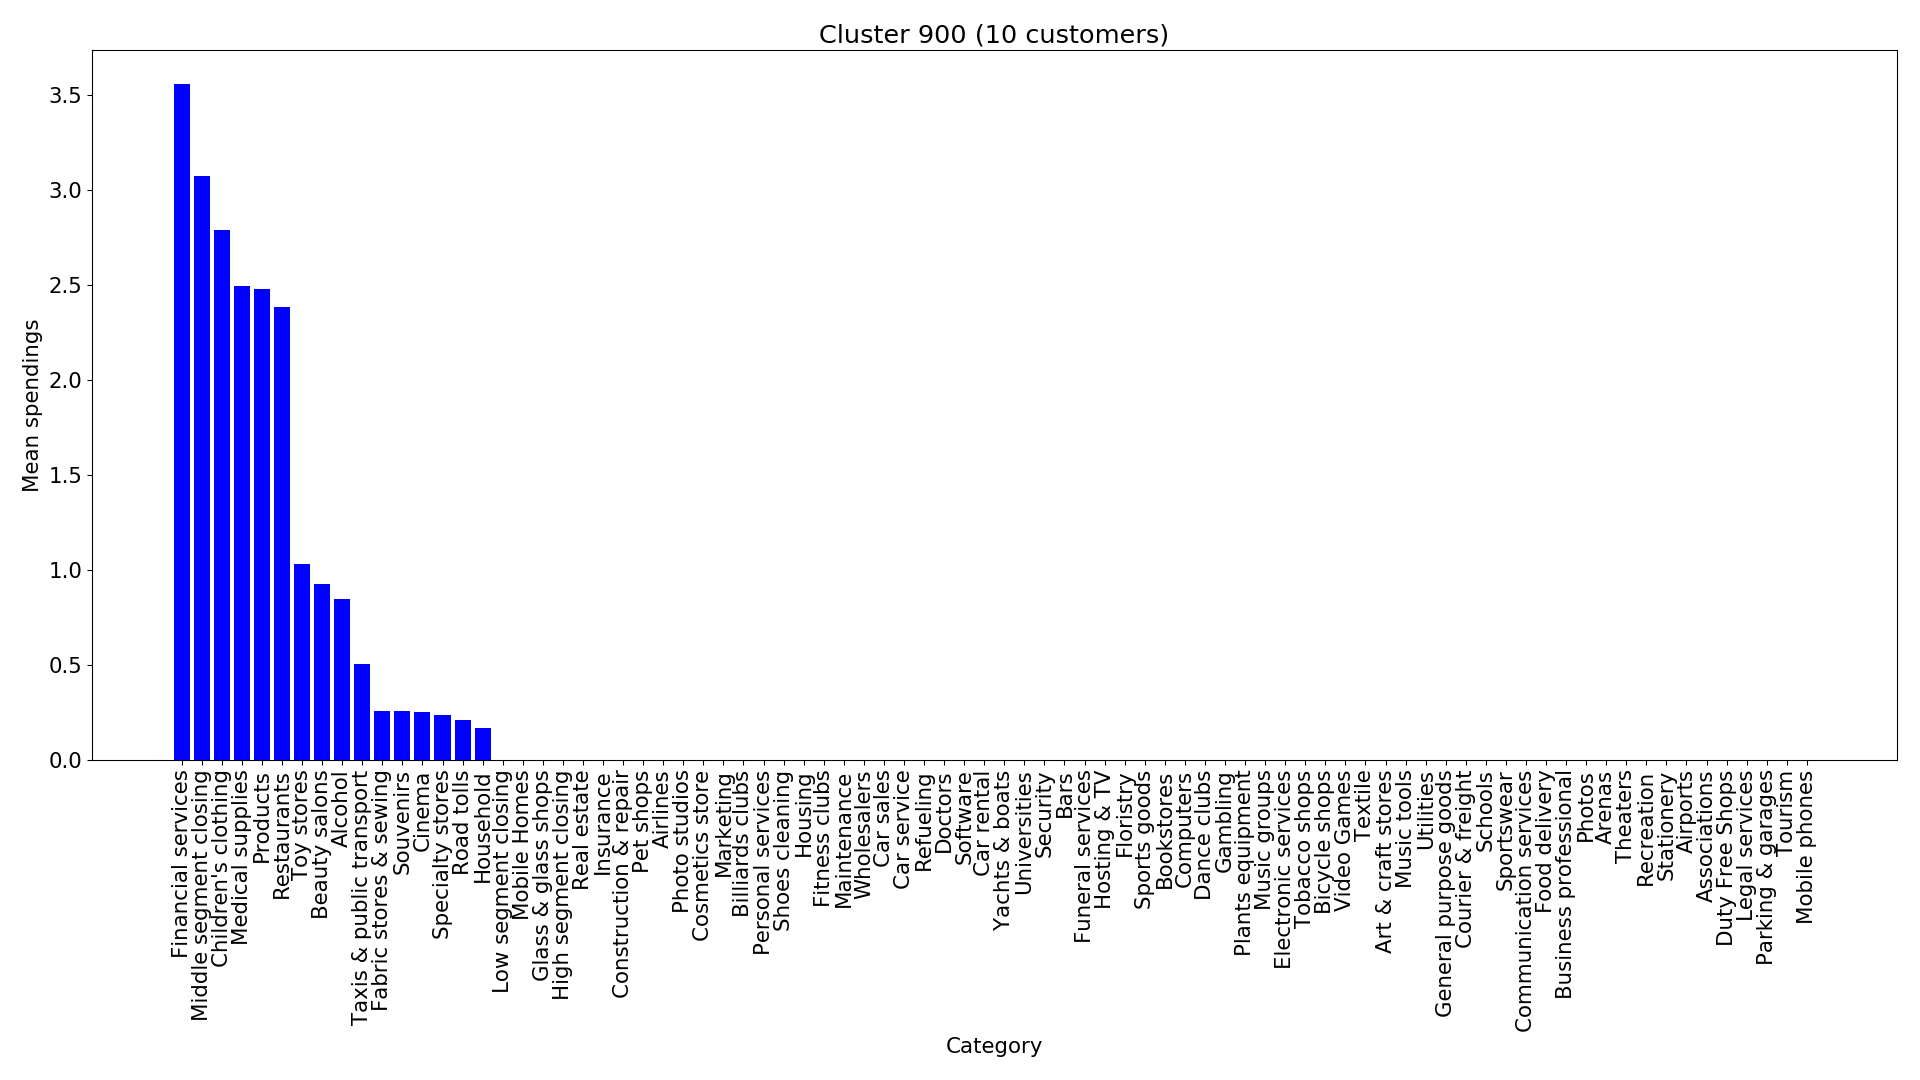 Cluster 900 (10 customers)
Mean spendings
3.5
3.0
2.5
2.0
1.5
1.0
0.5
0.0
Financial services
Middle segment closing
Children's clothing
Medical supplies
Products
Restaurants
Toy stores
Beauty salons
Alcohol
Taxis & public transport
Fabric stores & sewing
Souvenirs
Cinema
Specialty stores
Road tolls
Household
Low segment closing
Mobile Homes
Glass & glass shops
High segment closing
Real estate
Insurance
Construction & repair
Pet shops
Airlines
Photo studios
Cosmetics store
Marketing
Billiards clubs
Personal services
Shoes cleaning
Housing
Fitness clubs
Maintenance
Wholesalers
Car sales
Car service
Refueling
Doctors
Software
Car rental
Yachts & boats
Universities
Security
Bars
Funeral services
Hosting & TV
Floristry
Sports goods
Bookstores
Computers
Dance clubs
Gambling
Plants equipment
Music groups
Electronic services
Tobacco shops
Bicycle shops
Video Games
Textile
Art & craft stores
Music tools
Utilities
General purpose goods
Courier & freight
Schools
Sportswear
Communication services
Food delivery
Business professional
Photos
Arenas
Theaters
Recreation
Stationery
Airports
Associations
Duty Free Shops
Legal services
Parking & garages
Tourism
Mobile phones
Category